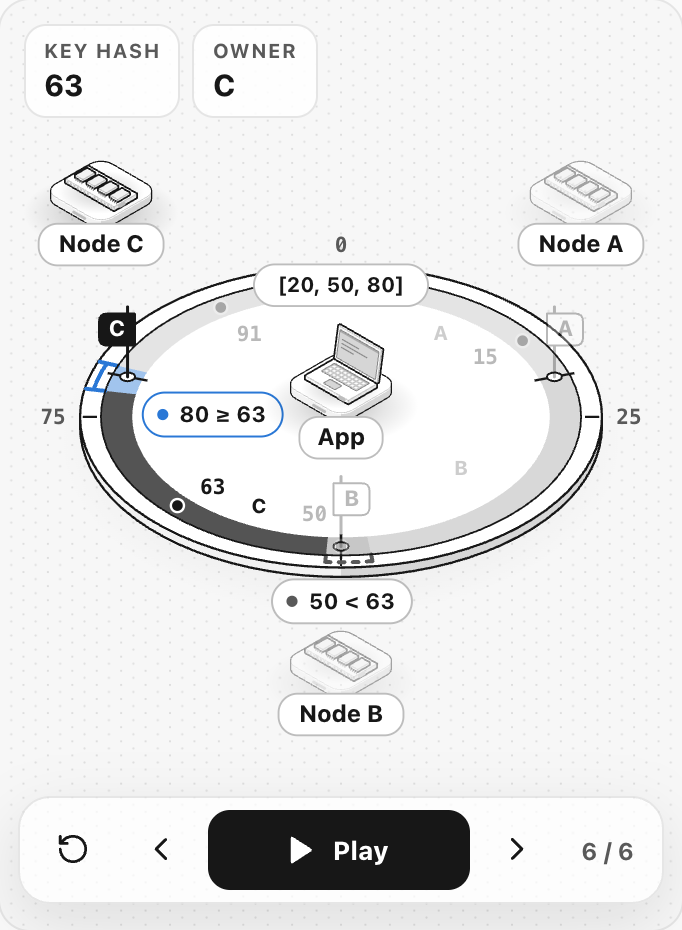 KEY HASH
63
OWNER
C
Node C
Node A
0
[20, 50, 80]
C
A
91
A
15
75
80 ≥ 63
App
25
B
63
C
50
B
50 < 63
Node B
Play
6 / 6